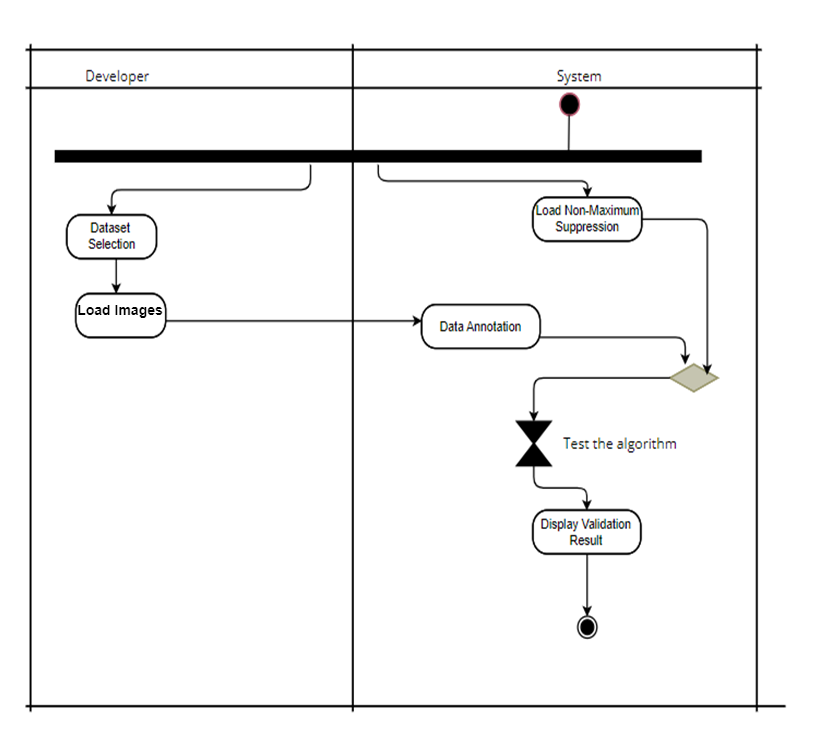 Developer
System
Load Non-Maximum
Suppression
Dataset
Selection
Load Images
Data Annotation
Test the algorithm
Display Validation
Result